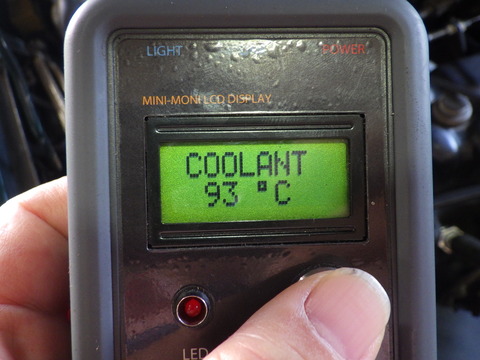 LIGHT POWER
MINI-MONI LCD DISPLAY
COOLANT
93 °C
LED